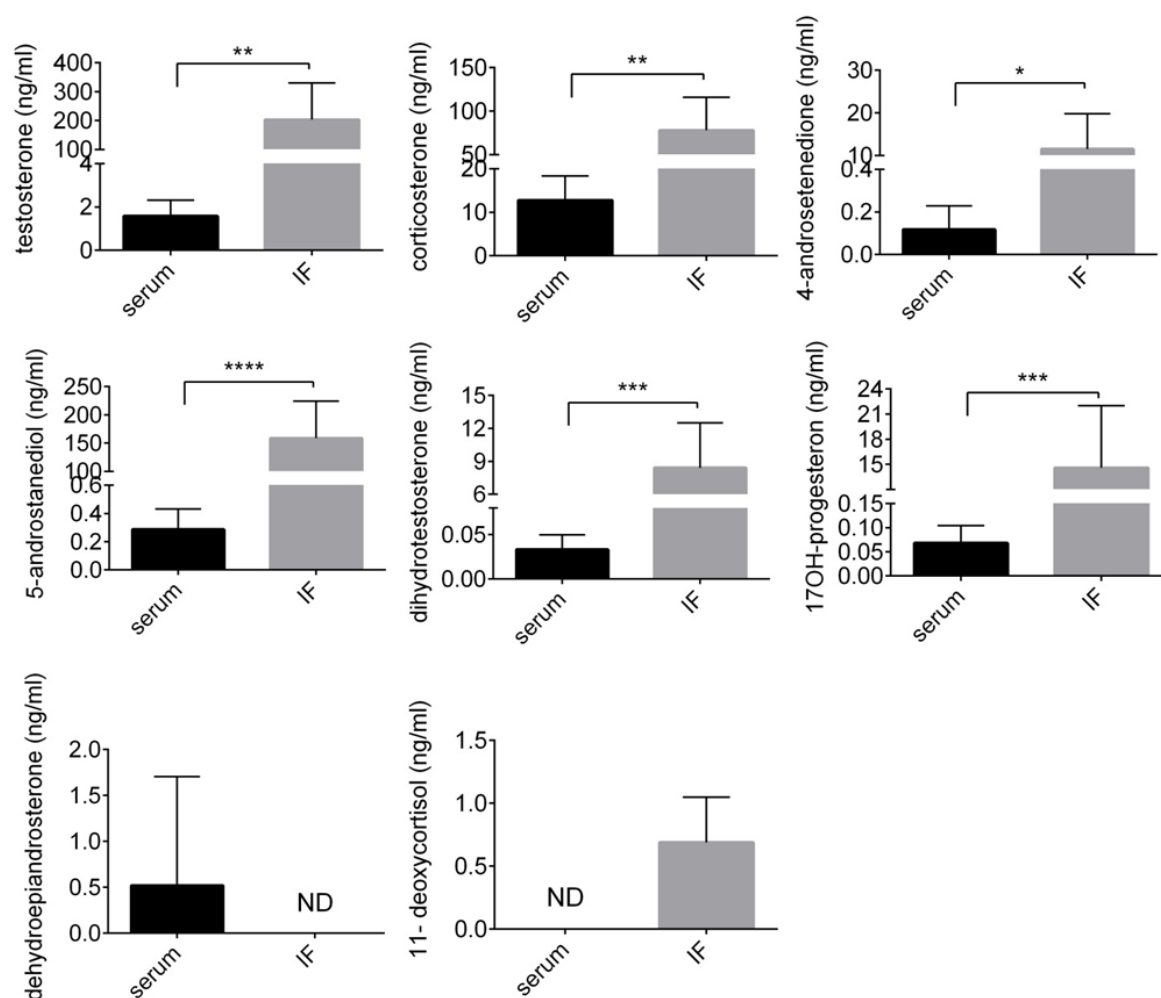 testosterone (ng/ml)
400
300
200
100
4
2
0
**
serum
IF
corticosterone (ng/ml)
150
100
50
20
10
0
**
serum
IF
4-androsetenedione (ng/ml)
30
20
10
0.4
0.2
0.0
*
serum
IF
5-androstanediol (ng/ml)
250
200
150
100
0.6
0.4
0.2
0.0
****
serum
IF
dihydrotestosterone (ng/ml)
15
12
9
6
0.05
0.00
***
serum
IF
17OH-progesteron (ng/ml)
24
21
18
15
0.15
0.10
0.05
0.00
***
serum
IF
dehydroepiandrosterone (ng/ml)
2.0
1.5
1.0
0.5
0.0
ND
serum
IF
11- deoxycortisol (ng/ml)
1.5
1.0
0.5
0.0
ND
serum
IF